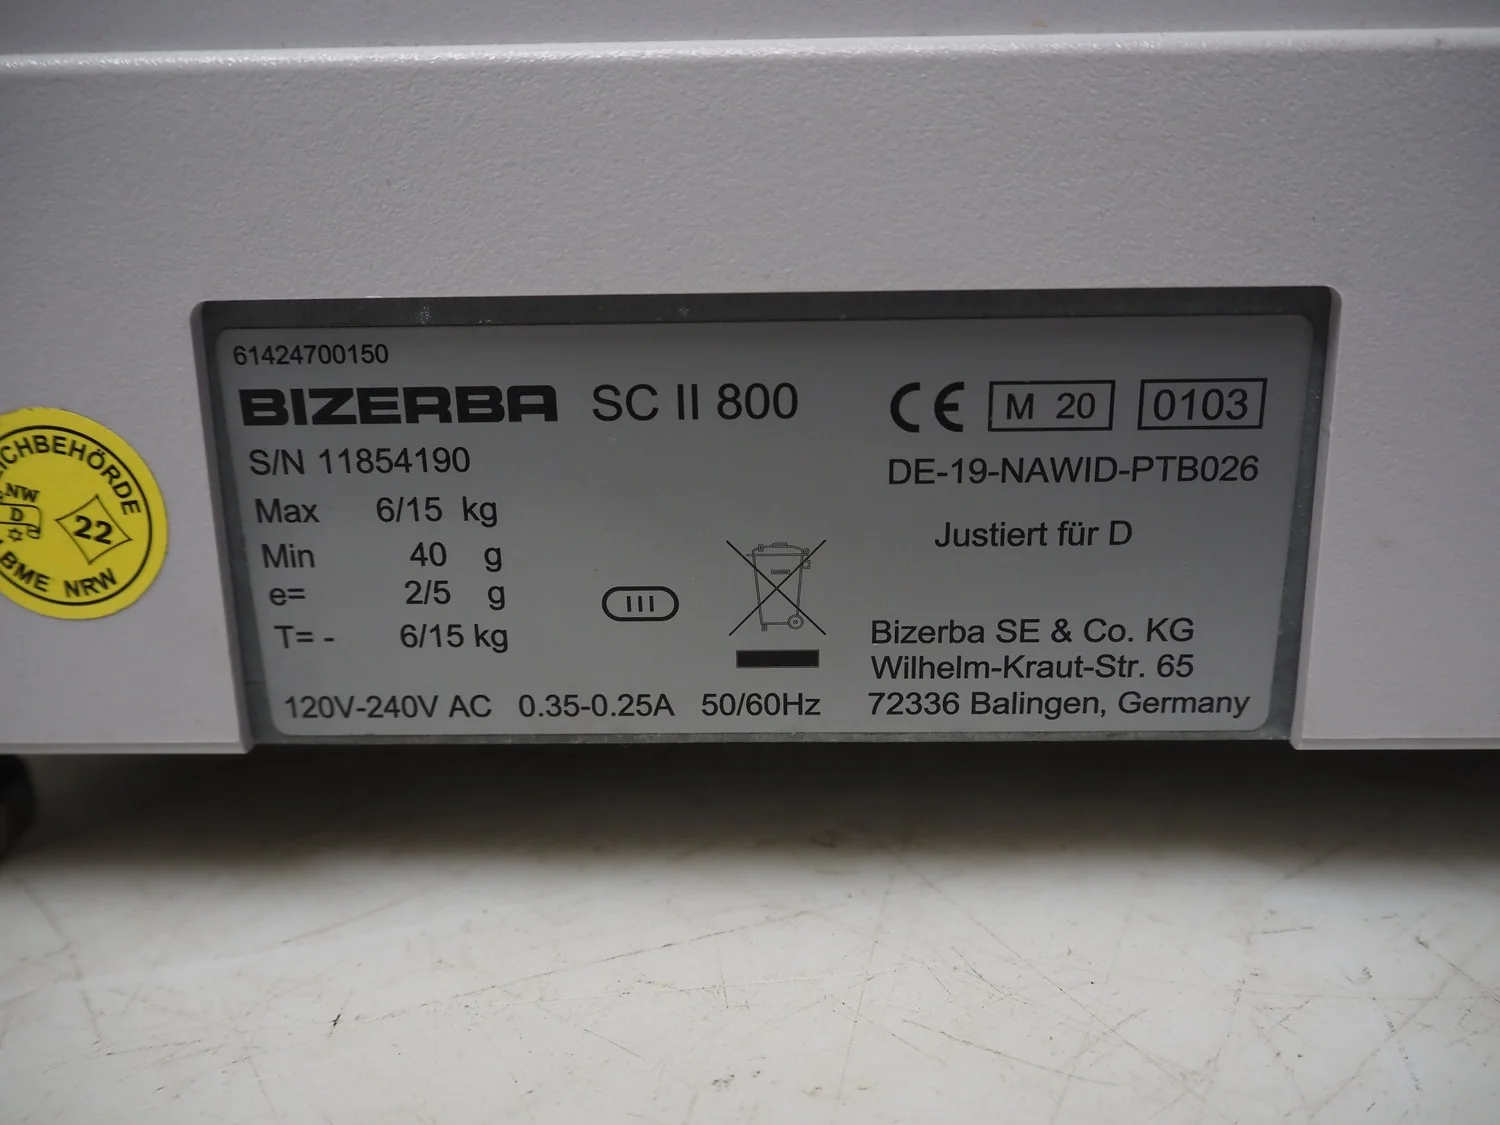 61424700150
BIZERBA SC II 800
CE M 20 0103
S/N 11854190
DE-19-NAWID-PTB026
Max 6/15 kg
Min 40 g
e= 2/5 g
T= - 6/15 kg
III
Justiert für D
Bizerba SE & Co. KG
Wilhelm-Kraut-Str. 65
72336 Balingen, Germany
120V-240V AC 0.35-0.25A 50/60Hz
NW
D
22
BME NRW